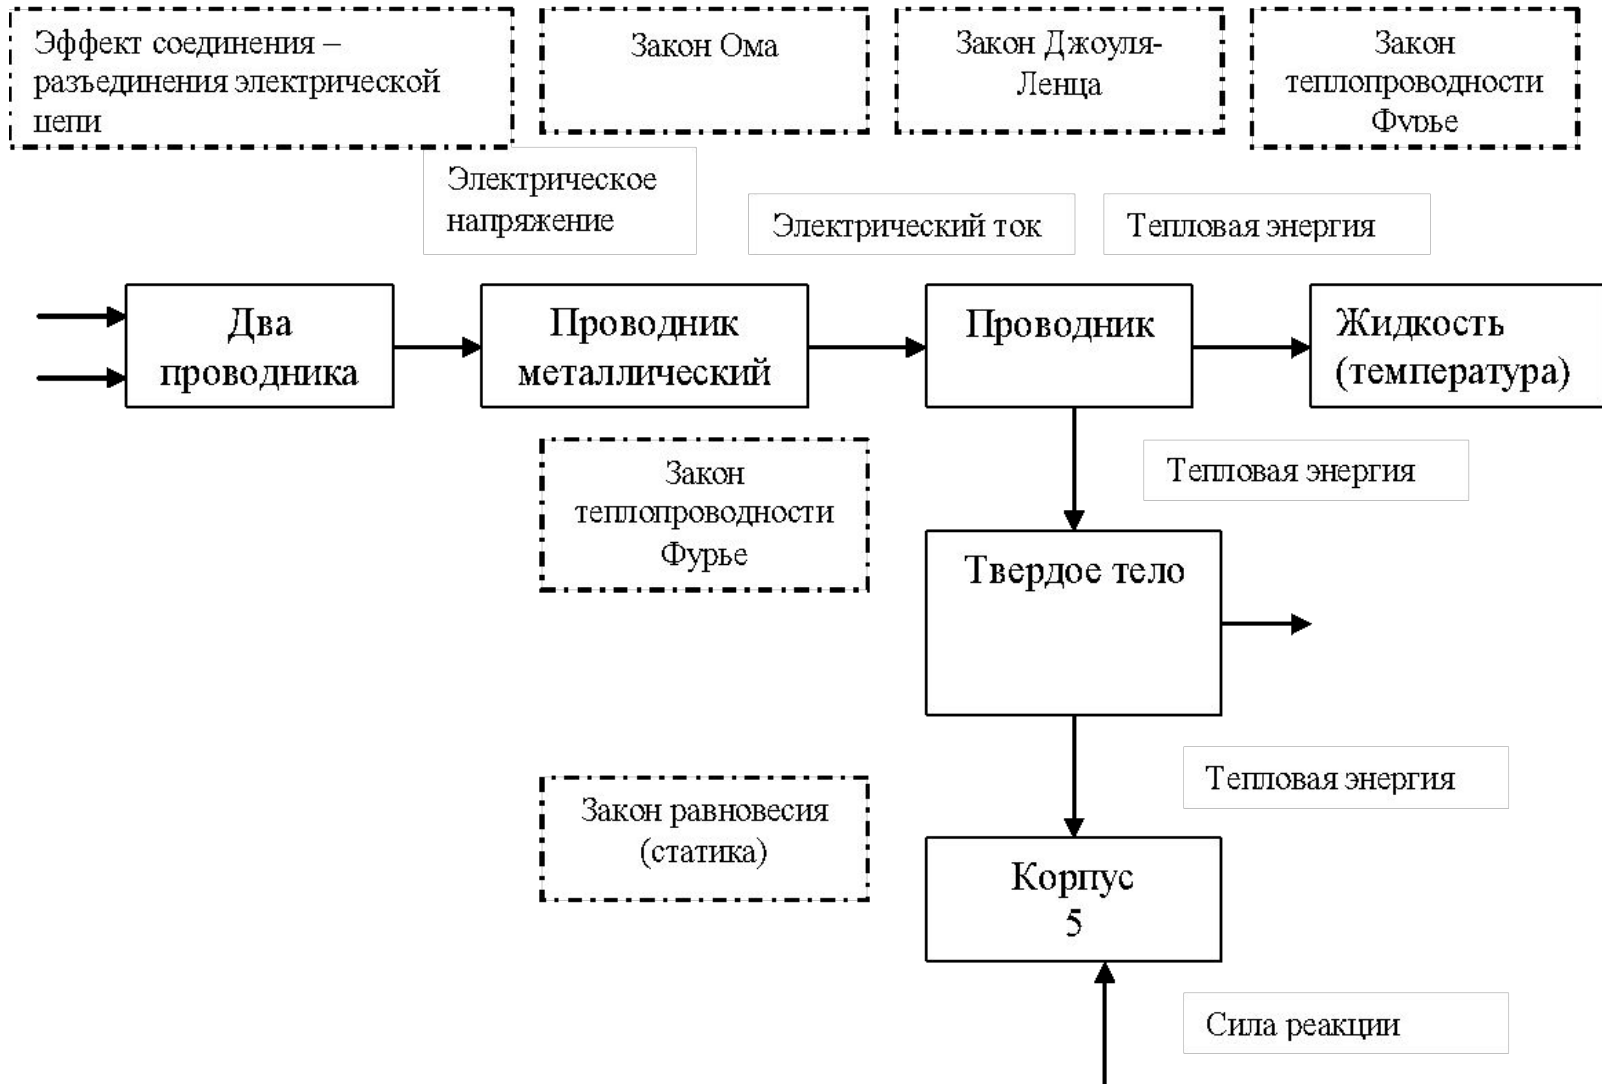 Эффект соединения –
разъединения электрической
цепи
Закон Ома
Закон Джоуля-
Ленца
Закон
теплопроводности
Фурье
Электрическое
напряжение
Электрический ток
Тепловая энергия
Два
проводника
Проводник
металлический
Проводник
Жидкость
(температура)
Закон
теплопроводности
Фурье
Тепловая энергия
Твердое тело
Закон равновесия
(статика)
Тепловая энергия
Корпус
5
Сила реакции